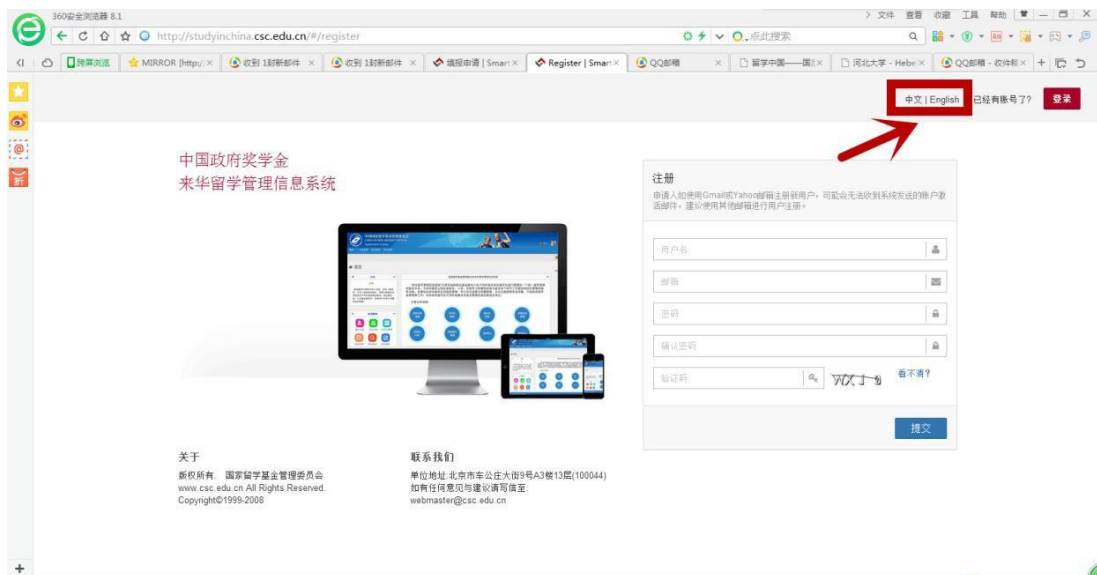 360安全浏览器 8.1
文件 查看 收藏 工具 帮助
http://studyinchina.csc.edu.cn/#/register
点此搜索
跨屏浏览
MIRROR [http:/
收到 1封新邮件
收到 1封新邮件
填报申请 | Smar
Register | Smar
QQ邮箱
留学中国——国
河北大学 - Hebe
QQ邮箱 - 收件
中文 | English
已经有账号了?
登录
中国政府奖学金
来华留学管理信息系统
注册
申请人如使用Gmail或Yahoo邮箱注册新用户,可能会无法收到系统发送的账户激
活邮件,建议使用其他邮箱进行用户注册。
用户名
邮箱
密码
确认密码
验证码
看不清?
提交
关于
版权所有: 国家留学基金管理委员会
www.csc.edu.cn All Rights Reserved.
Copyright©1999-2008
联系我们
单位地址:北京市车公庄大街9号A3楼13层(100044)
如有任何意见与建议请写信至:
webmaster@csc.edu.cn